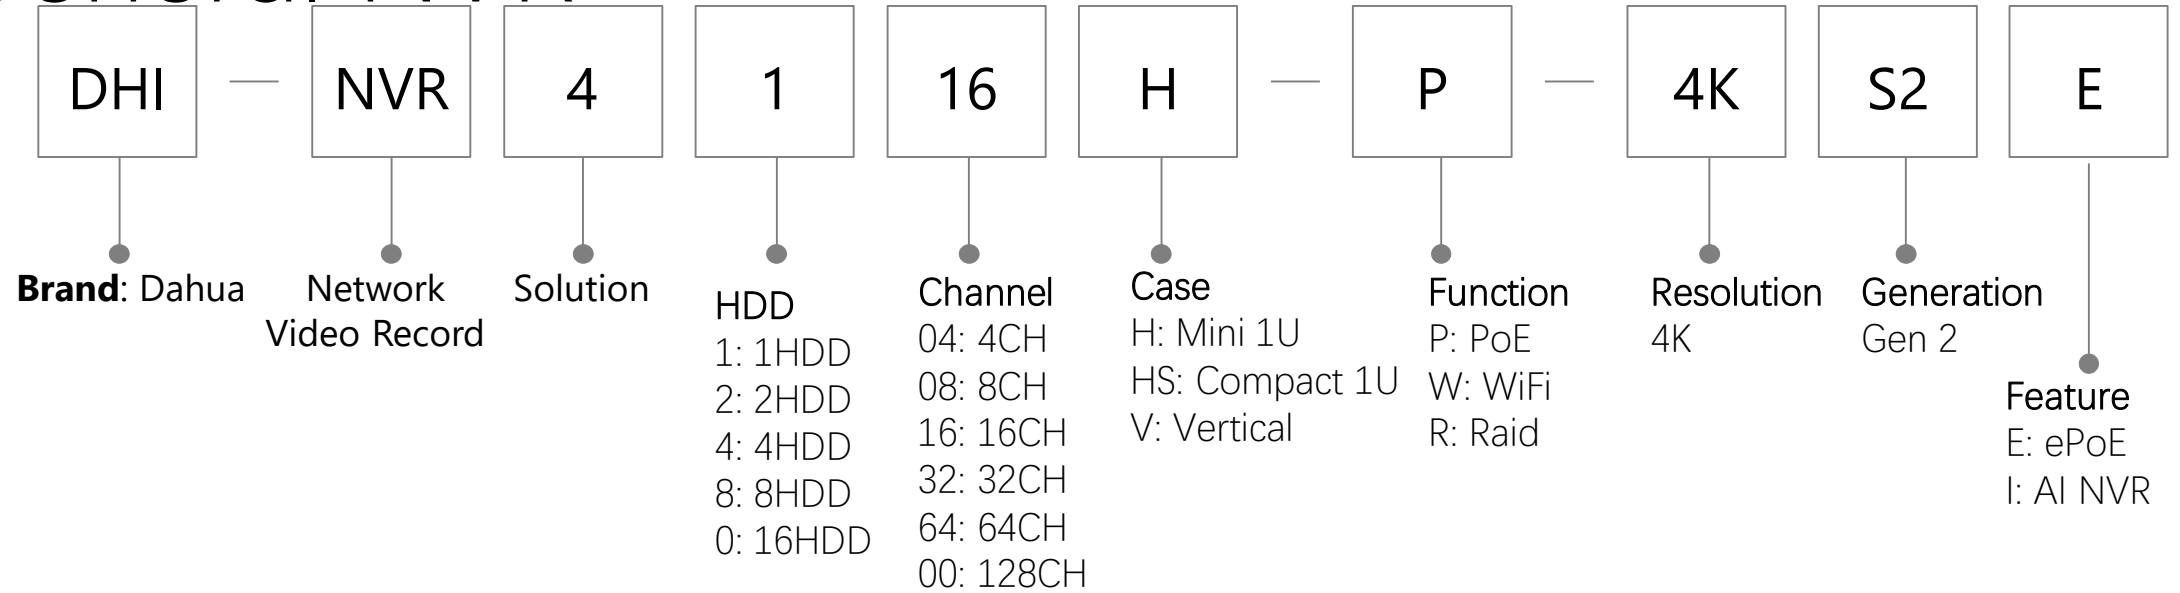 DHI — NVR 4 1 16 H — P — 4K S2 E
Brand: Dahua
Network
Video Record
Solution
HDD
1: 1HDD
2: 2HDD
4: 4HDD
8: 8HDD
0: 16HDD
Channel
04: 4CH
08: 8CH
16: 16CH
32: 32CH
64: 64CH
00: 128CH
Case
H: Mini 1U
HS: Compact 1U
V: Vertical
Function
P: PoE
W: WiFi
R: Raid
Resolution
4K
Generation
Gen 2
Feature
E: ePoE
I: AI NVR